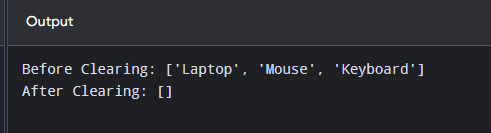 Output
Before Clearing: ['Laptop', 'Mouse', 'Keyboard']
After Clearing: []